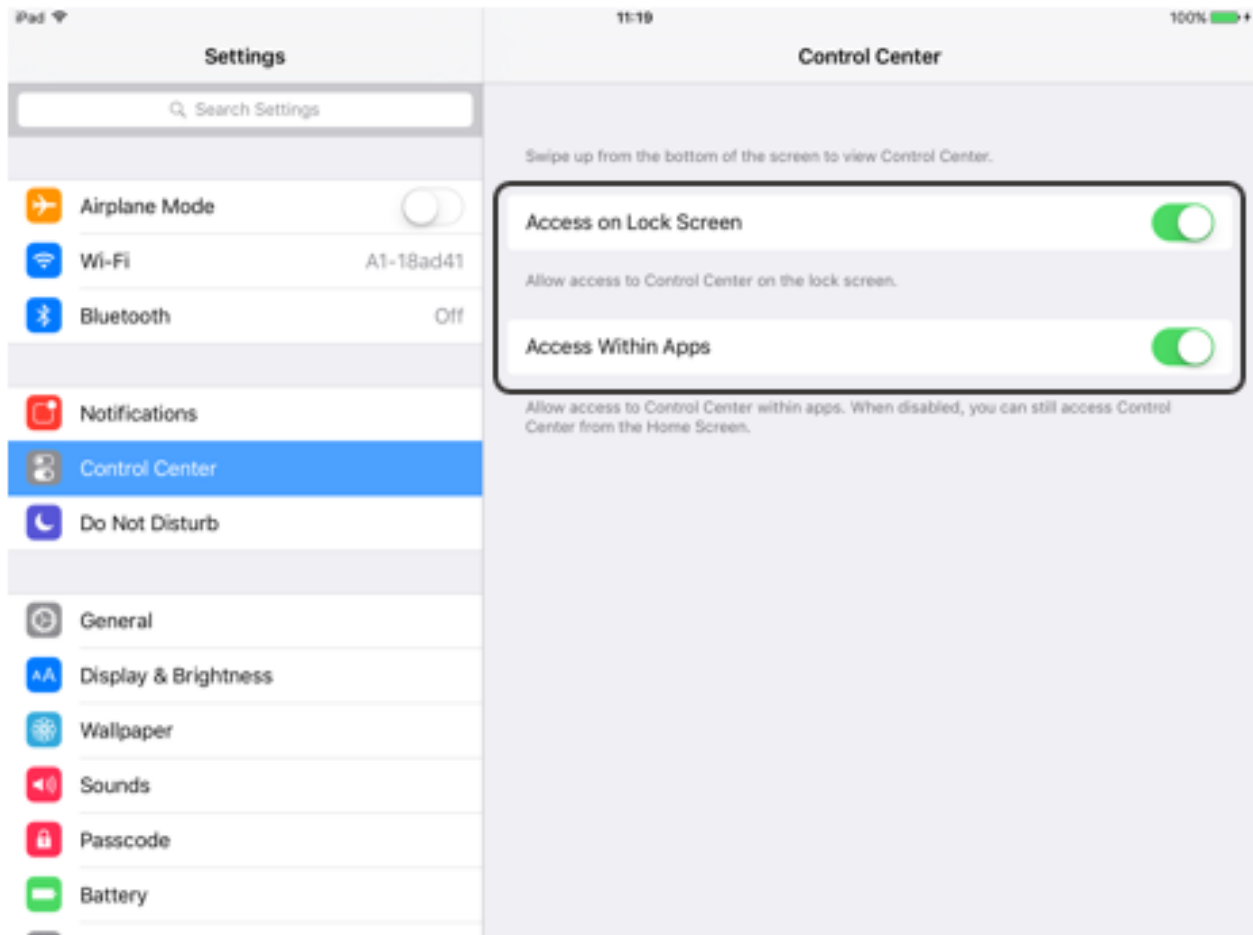 iPad 11:19 100%
Settings
Control Center
Search Settings
Airplane Mode
Wi-Fi A1-18ad41
Bluetooth Off
Notifications
Control Center
Do Not Disturb
General
Display & Brightness
Wallpaper
Sounds
Passcode
Battery
Swipe up from the bottom of the screen to view Control Center.
Access on Lock Screen
Allow access to Control Center on the lock screen.
Access Within Apps
Allow access to Control Center within apps. When disabled, you can still access Control
Center from the Home Screen.